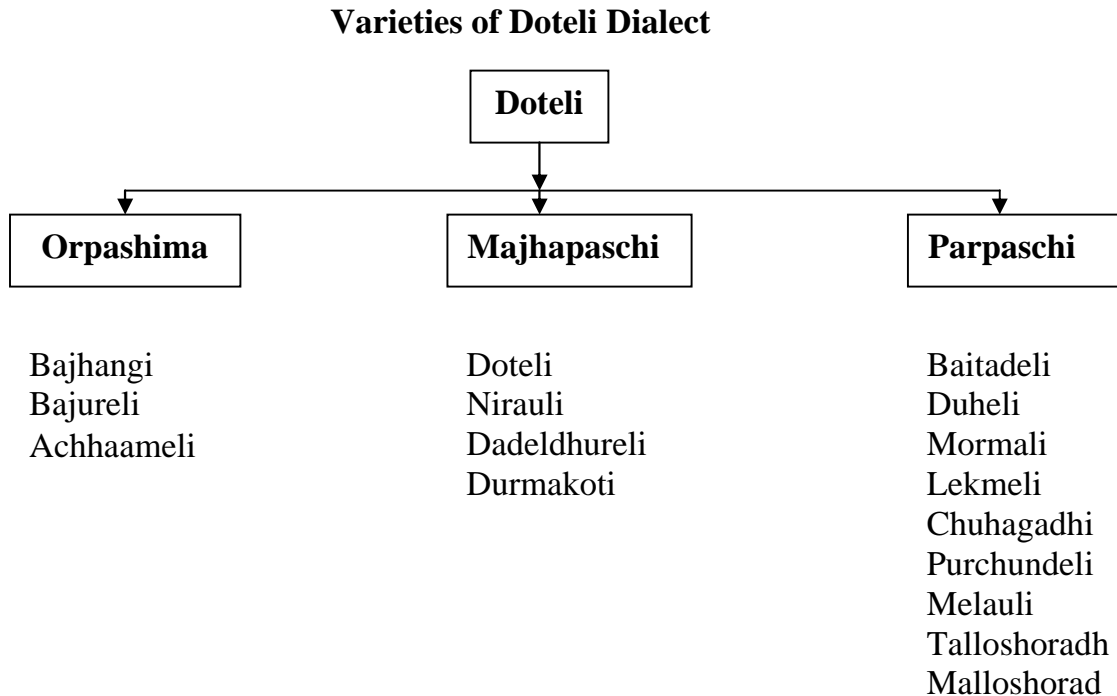 Varieties of Doteli Dialect
Doteli
Orpashima
Majhapaschi
Parpaschi
Bajhangi
Bajureli
Achhaameli
Doteli
Nirauli
Dadeldhureli
Durmakoti
Baitadeli
Duheli
Mormali
Lekmeli
Chuhagadhi
Purchundeli
Melauli
Talloshoradh
Malloshorad